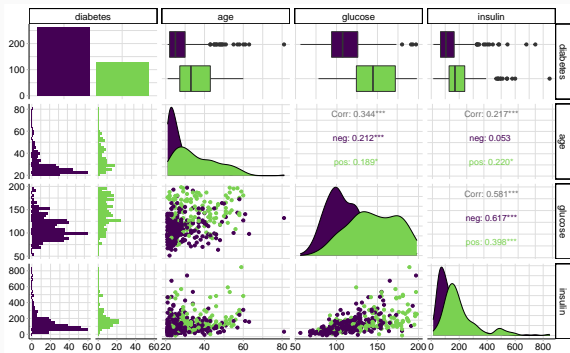 diabetes age glucose insulin
200
100
0
diabetes
80
60
40
20
Corr: 0.344***
Corr: 0.217***
neg: 0.212***
neg: 0.053
pos: 0.189*
pos: 0.220*
age
200
150
100
50
Corr: 0.581***
neg: 0.617***
pos: 0.398***
glucose
800
600
400
200
0
insulin
0 20 40 60 0 20 40 60 20 40 60 80 50 100 150 200 0 200 400 600 800